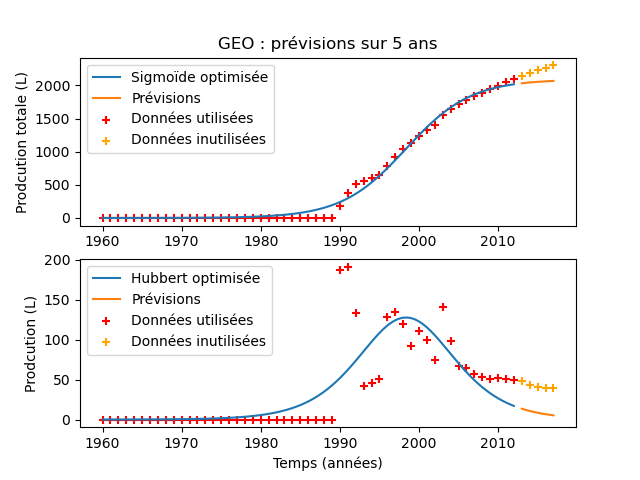 GEO : prévisions sur 5 ans
Prodcution totale (L)
2000
1500
1000
500
0
Sigmoïde optimisée
Prévisions
Données utilisées
Données inutilisées
1960 1970 1980 1990 2000 2010
Prodcution (L)
200
150
100
50
0
Hubbert optimisée
Prévisions
Données utilisées
Données inutilisées
1960 1970 1980 1990 2000 2010
Temps (années)